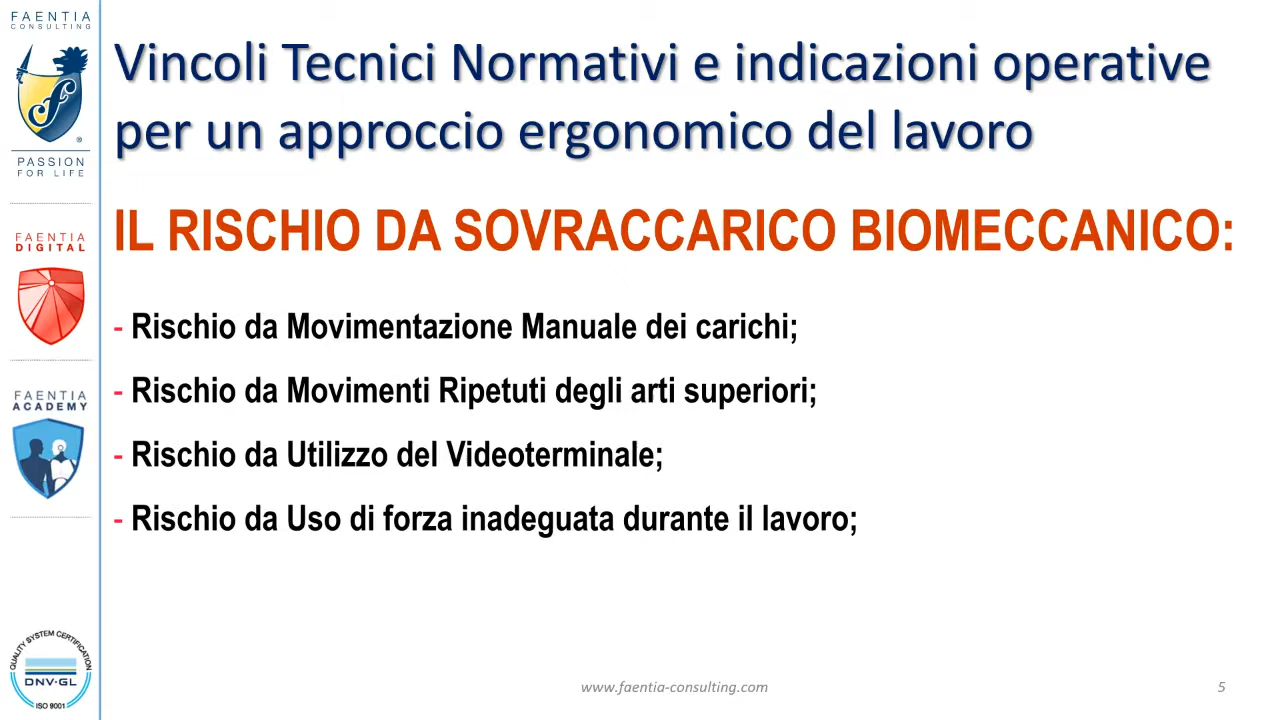 FAENTIA
CONSULTING
PASSION
FOR LIFE
FAENTIA
DIGITAL
FAENTIA
ACADEMY
QUALITY SYSTEM CERTIFICATION
DNV·GL
ISO 9001
Vincoli Tecnici Normativi e indicazioni operative
per un approccio ergonomico del lavoro
IL RISCHIO DA SOVRACCARICO BIOMECCANICO:
- Rischio da Movimentazione Manuale dei carichi;
- Rischio da Movimenti Ripetuti degli arti superiori;
- Rischio da Utilizzo del Videoterminale;
- Rischio da Uso di forza inadeguata durante il lavoro;
www.faentia-consulting.com
5